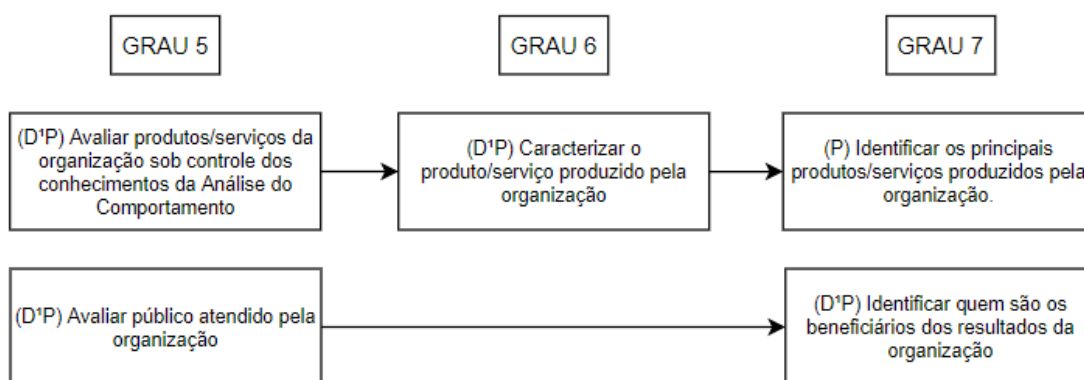 GRAU 5
GRAU 6
GRAU 7
(D¹P) Avaliar produtos/serviços da
organização sob controle dos
conhecimentos da Análise do
Comportamento
(D¹P) Caracterizar o
produto/serviço produzido pela
organização
(P) Identificar os principais
produtos/serviços produzidos pela
organização.
(D¹P) Avaliar público atendido pela
organização
(D¹P) Identificar quem são os
beneficiários dos resultados da
organização